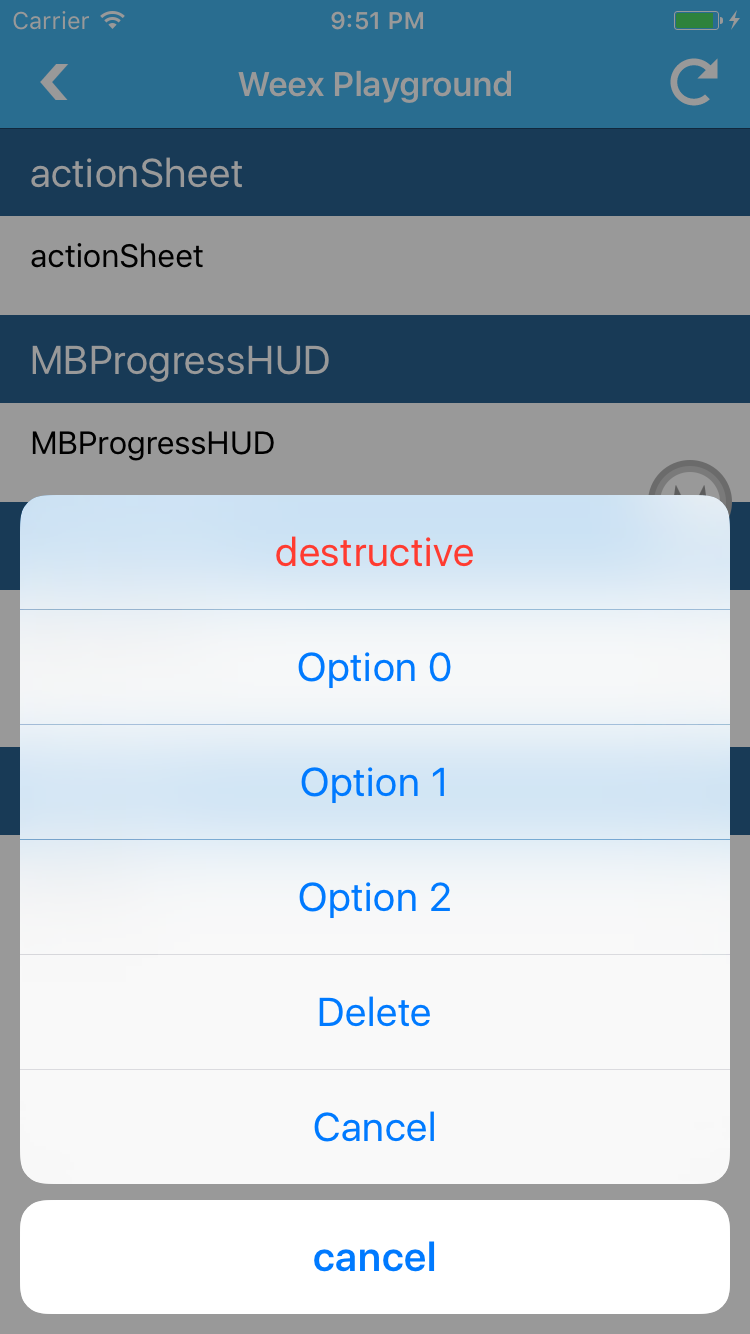 Carrier
9:51 PM
Weex Playground
actionSheet
actionSheet
MBProgressHUD
MBProgressHUD
destructive
Option 0
Option 1
Option 2
Delete
Cancel
cancel